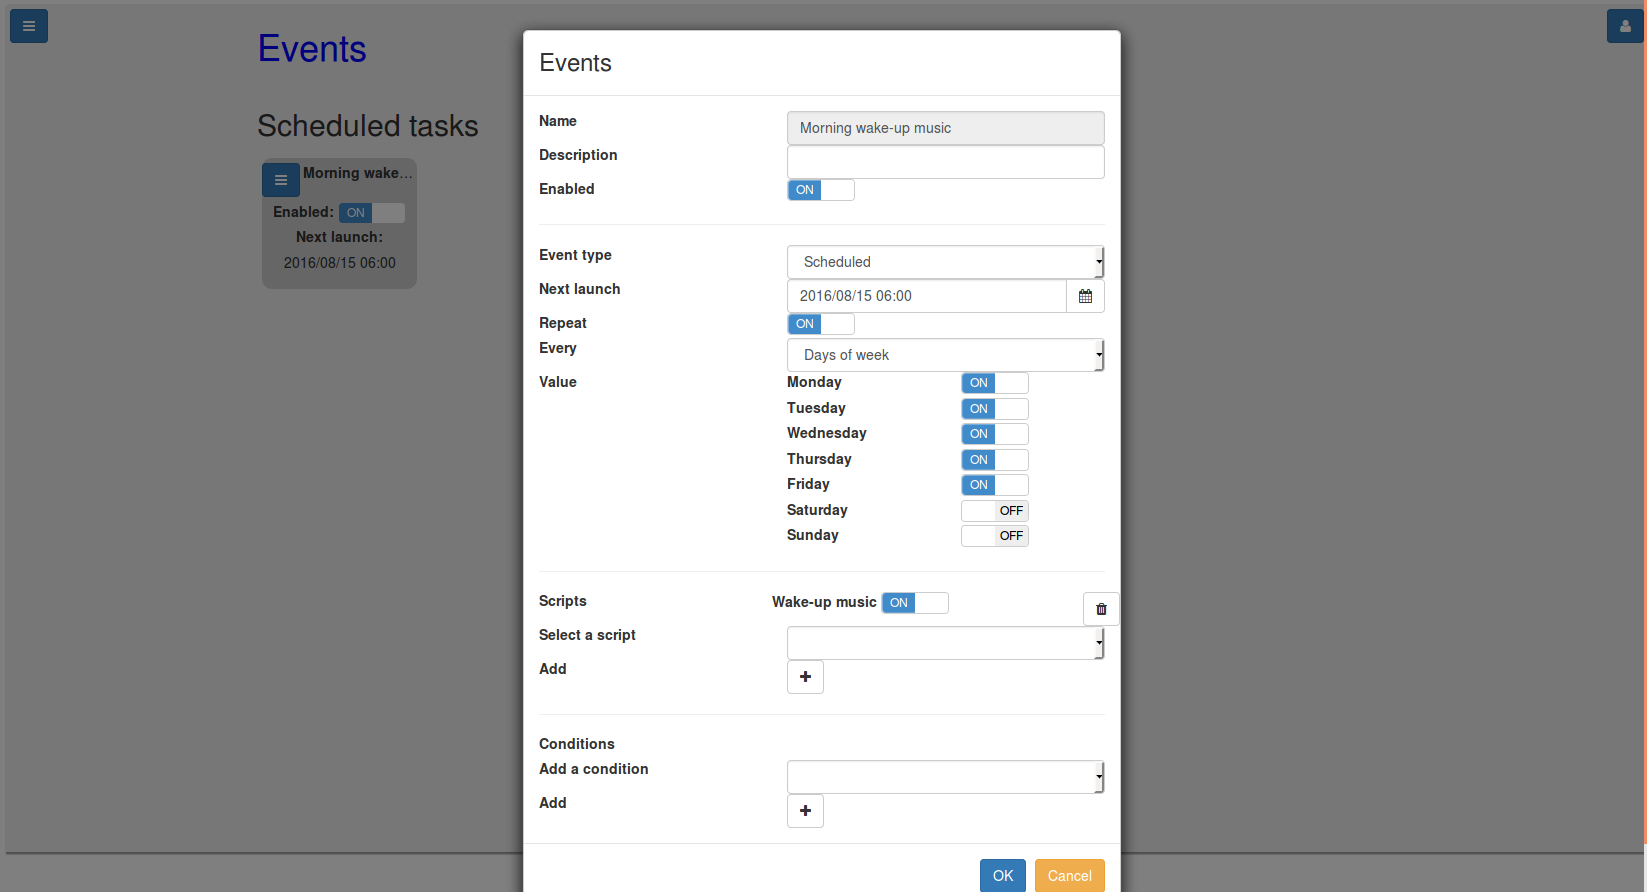 Events
Scheduled tasks
Morning wake...
Enabled: ON
Next launch:
2016/08/15 06:00
Events
Name Morning wake-up music
Description
Enabled ON
Event type Scheduled
Next launch 2016/08/15 06:00
Repeat ON
Every Days of week
Value Monday ON
Tuesday ON
Wednesday ON
Thursday ON
Friday ON
Saturday OFF
Sunday OFF
Scripts Wake-up music ON
Select a script
Add
Conditions
Add a condition
Add
OK Cancel